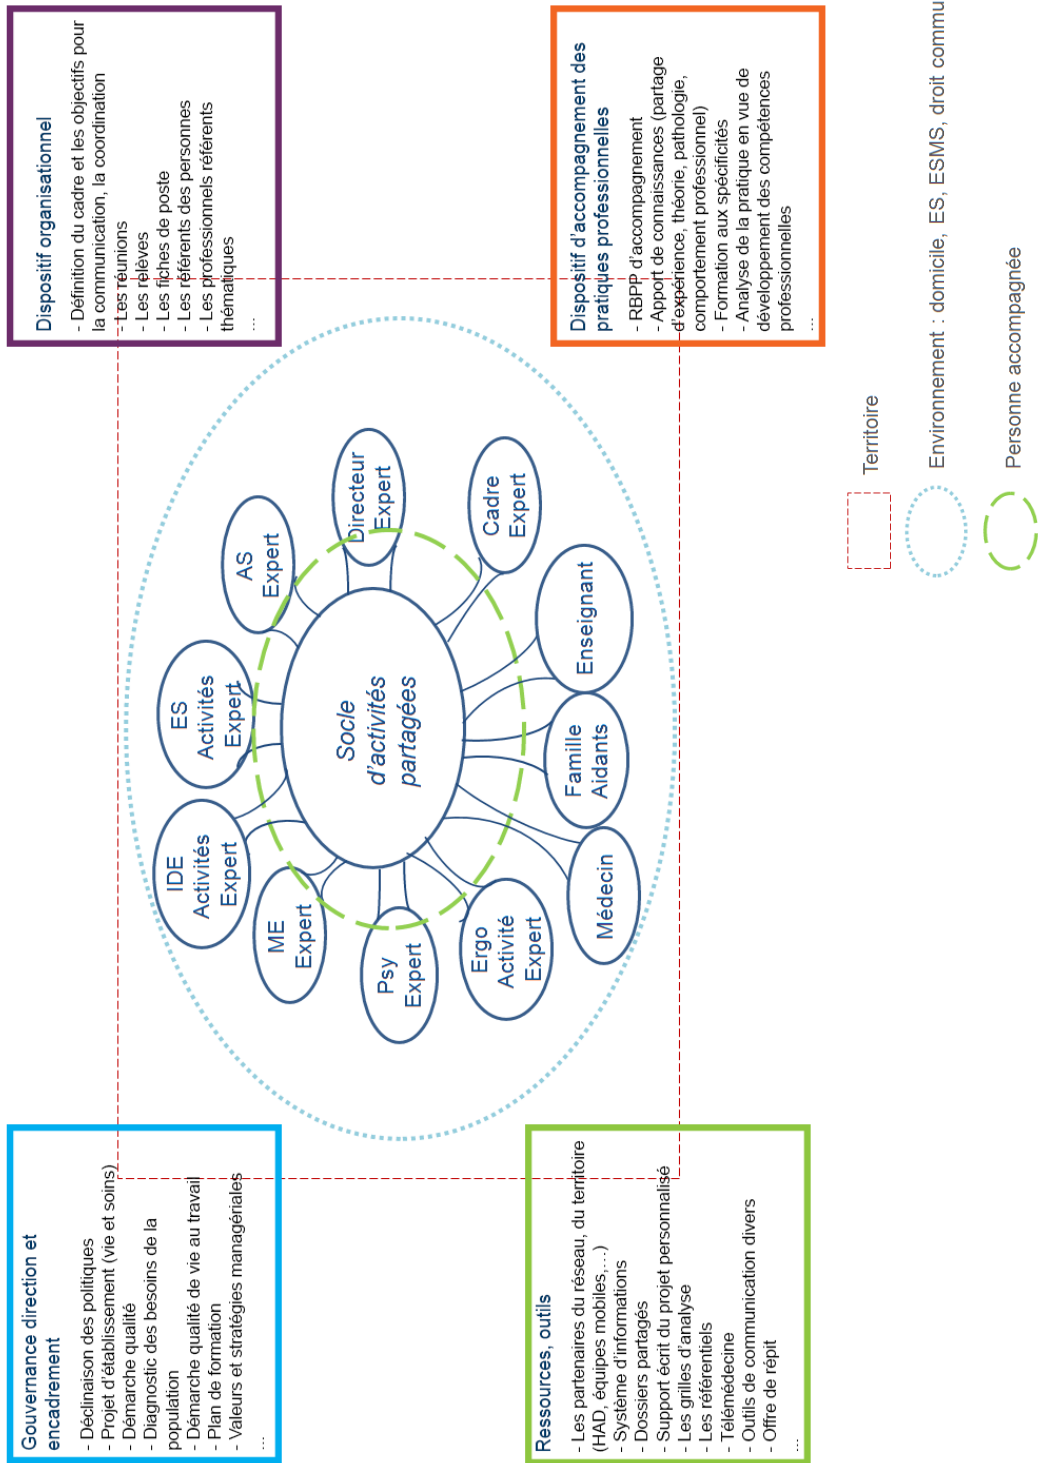 Gouvernance direction et
encadrement
- Déclinaison des politiques
- Projet d'établissement (vie et soins)
- Démarche qualité
- Diagnostic des besoins de la
population
- Démarche qualité de vie au travail
- Plan de formation
- Valeurs et stratégies managériales
...
Dispositif organisationnel
- Définition du cadre et les objectifs pour
la communication, la coordination
- Les réunions
- Les relèves
- Les fiches de poste
- Les référents des personnes
- Les professionnels référents
thématiques
...
IDE
Activités
Expert
ES
Activités
Expert
AS
Expert
ME
Expert
Directeur
Expert
Psy
Expert
Socle
d'activités
partagées
Cadre
Expert
Ergo
Activité
Expert
Médecin
Famille
Aidants
Enseignant
Ressources, outils
- Les partenaires du réseau, du territoire
(HAD, équipes mobiles,...)
- Système d'informations
- Dossiers partagés
- Support écrit du projet personnalisé
- Les grilles d'analyse
- Les référentiels
- Télémédecine
- Outils de communication divers
- Offre de répit
...
Dispositif d'accompagnement des
pratiques professionnelles
- RBPP d'accompagnement
- Apport de connaissances (partage
d'expérience, théorie, pathologie,
comportement professionnel)
- Formation aux spécificités
- Analyse de la pratique en vue de
développement des compétences
professionnelles
...
Territoire
Environnement : domicile, ES, ESMS, droit commu
Personne accompagnée